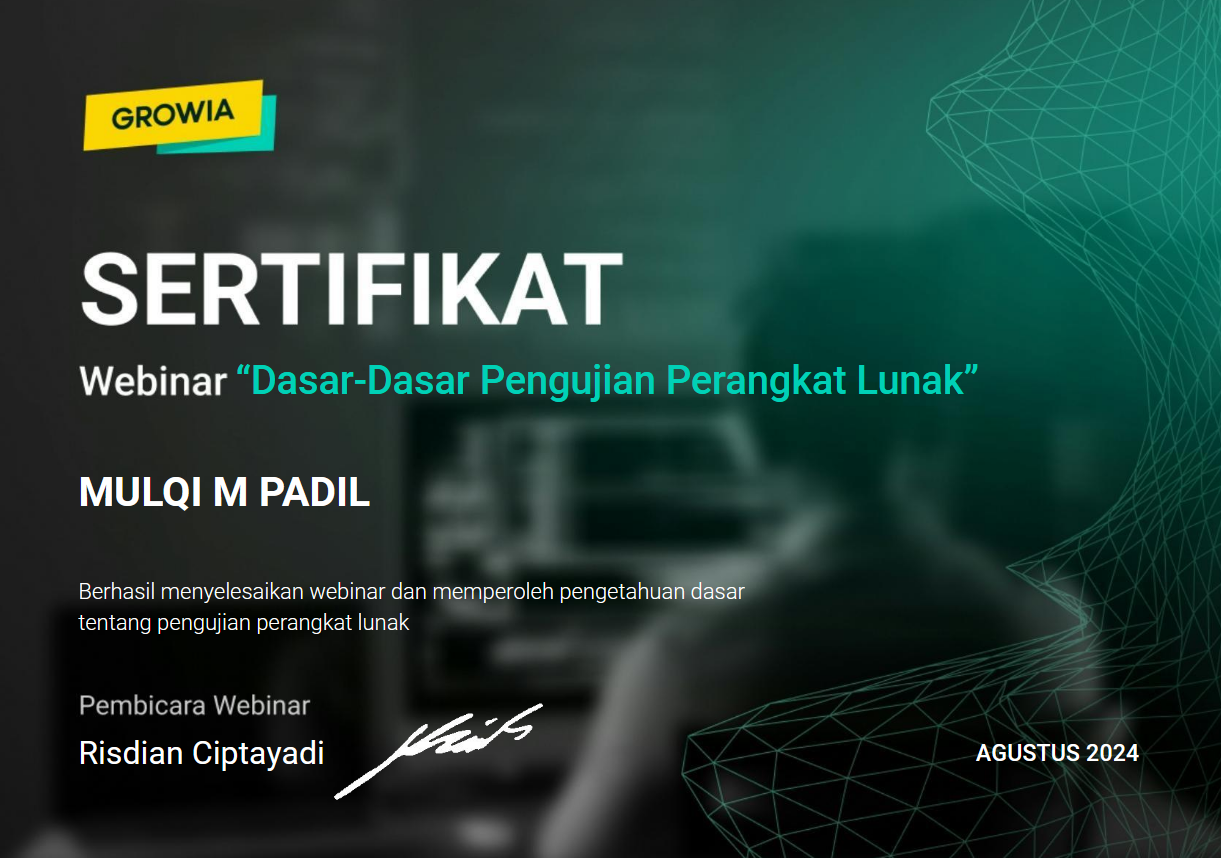 GROWIA
SERTIFIKAT
Webinar “Dasar-Dasar Pengujian Perangkat Lunak”
MULQI M PADIL
Berhasil menyelesaikan webinar dan memperoleh pengetahuan dasar
tentang pengujian perangkat lunak
Pembicara Webinar
Risdian Ciptayadi
AGUSTUS 2024